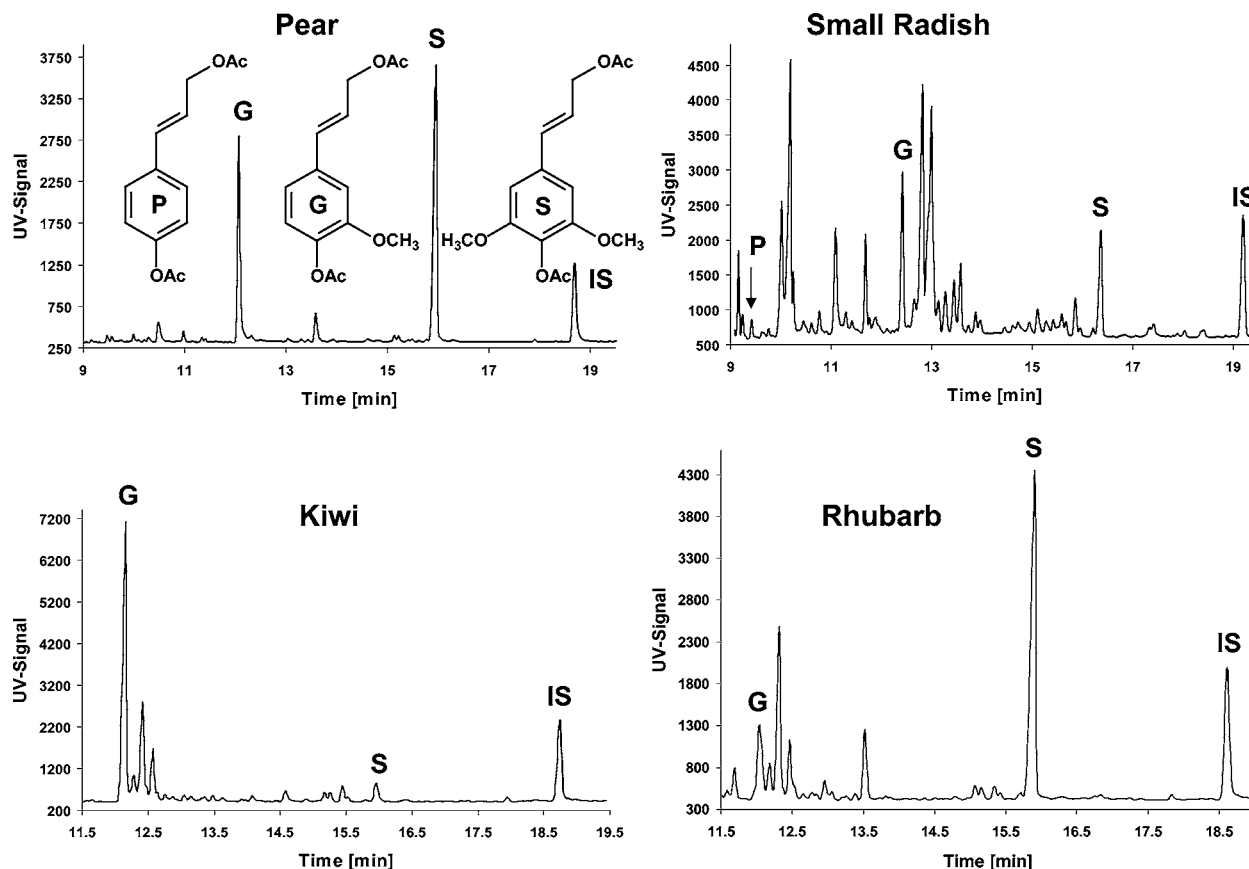 Pear
S
OAc
OAc
OAc
G
P
G
S
OCH3
H3CO
OCH3
OAc
OAc
OAc
IS
3750
3250
2750
2250
1750
1250
750
250
UV-Signal
9
11
13
15
17
19
Time [min]
Small Radish
4500
4000
3500
3000
2500
2000
1500
1000
500
UV-Signal
G
P
S
IS
9
11
13
15
17
19
Time [min]
G
Kiwi
7200
6200
5200
4200
3200
2200
1200
200
UV-Signal
S
IS
11.5
12.5
13.5
14.5
15.5
16.5
17.5
18.5
19.5
Time [min]
S
Rhubarb
4300
3800
3300
2800
2300
1800
1300
800
300
UV-Signal
G
IS
11.5
12.5
13.5
14.5
15.5
16.5
17.5
18.5
Time [min]